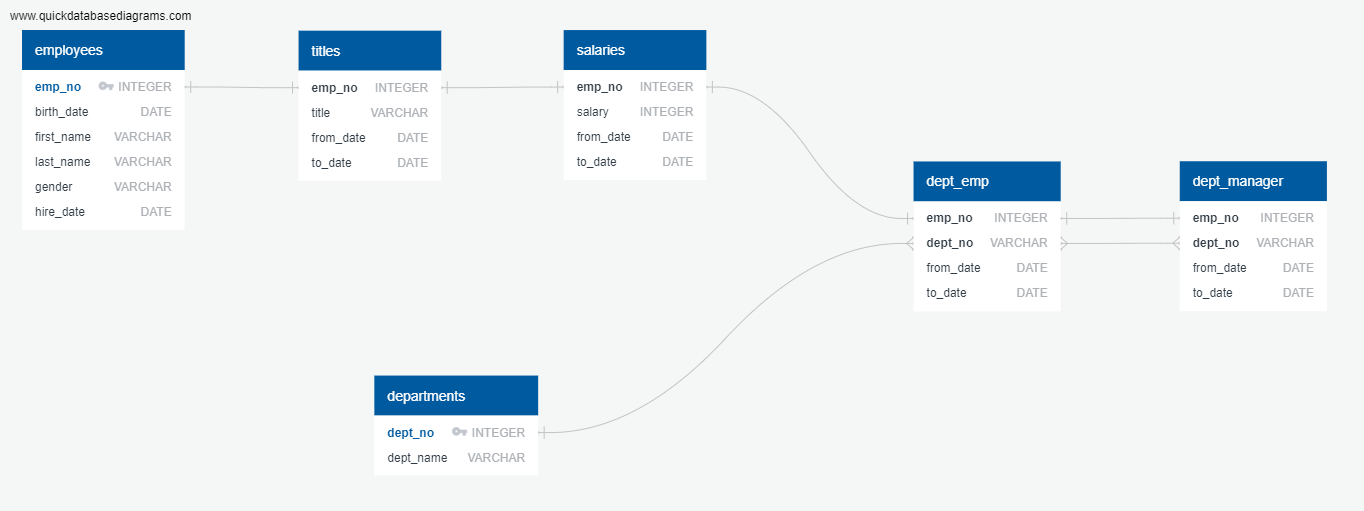 www.quickdatabasediagrams.com
employees
emp_no INTEGER
birth_date DATE
first_name VARCHAR
last_name VARCHAR
gender VARCHAR
hire_date DATE
titles
emp_no INTEGER
title VARCHAR
from_date DATE
to_date DATE
salaries
emp_no INTEGER
salary INTEGER
from_date DATE
to_date DATE
dept_emp
emp_no INTEGER
dept_no VARCHAR
from_date DATE
to_date DATE
dept_manager
emp_no INTEGER
dept_no VARCHAR
from_date DATE
to_date DATE
departments
dept_no INTEGER
dept_name VARCHAR